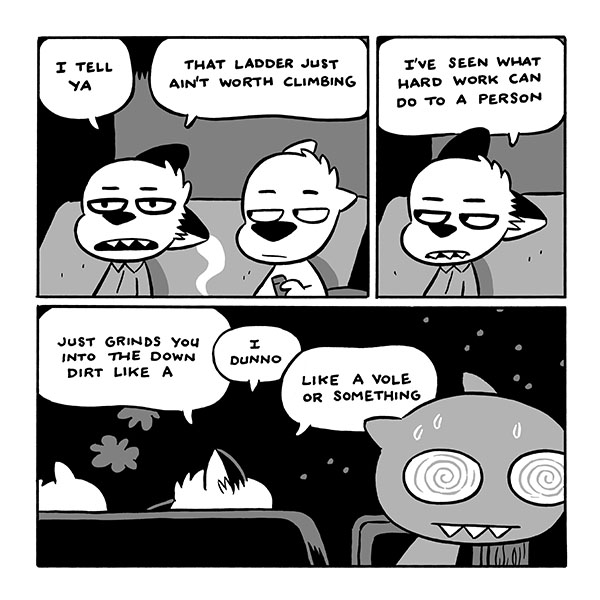 I TELL
YA
THAT LADDER JUST
AIN'T WORTH CLIMBING
I'VE SEEN WHAT
HARD WORK CAN
DO TO A PERSON
JUST GRINDS YOU
INTO THE DOWN
DIRT LIKE A
I
DUNNO
LIKE A VOLE
OR SOMETHING